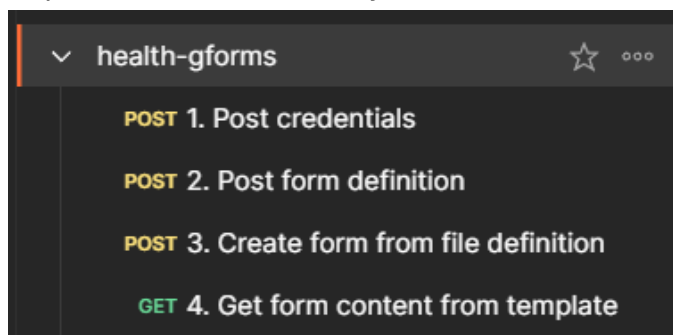 health-gforms
POST 1. Post credentials
POST 2. Post form definition
POST 3. Create form from file definition
GET 4. Get form content from template